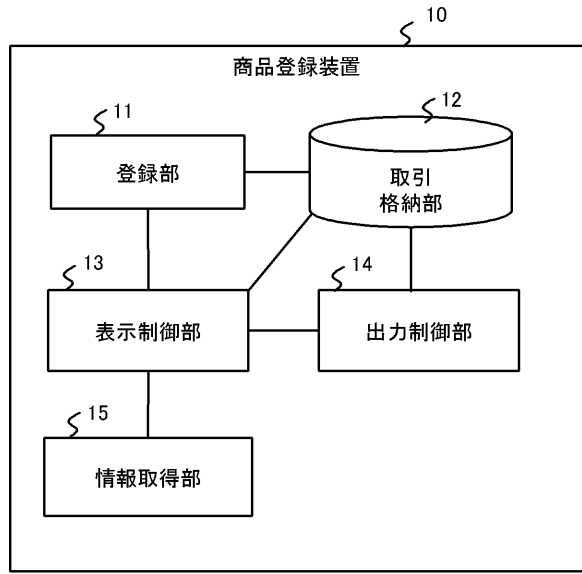 10
商品登録装置
11
登録部
12
取引
格納部
13
表示制御部
14
出力制御部
15
情報取得部